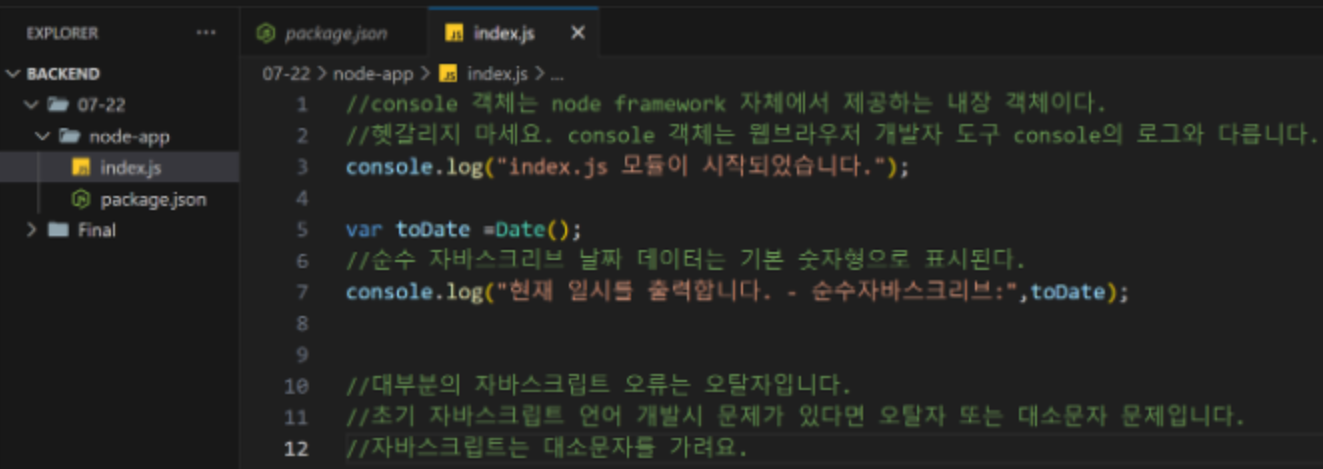 EXPLORER ...
BACKEND
07-22
node-app
index.js
package.json
Final
package.json
index.js
07-22 > node-app > index.js > ...
1 //console 객체는 node framework 자체에서 제공하는 내장 객체이다.
2 //헷갈리지 마세요. console 객체는 웹브라우저 개발자 도구 console의 로그와 다릅니다.
3 console.log("index.js 모듈이 시작되었습니다.");
4
5 var toDate =Date();
6 //순수 자바스크리브 날짜 데이터는 기본 숫자형으로 표시된다.
7 console.log("현재 일시를 출력합니다. - 순수자바스크리브:",toDate);
8
9
10 //대부분의 자바스크립트 오류는 오탈자입니다.
11 //초기 자바스크립트 언어 개발시 문제가 있다면 오탈자 또는 대소문자 문제입니다.
12 //자바스크립트는 대소문자를 가려요.